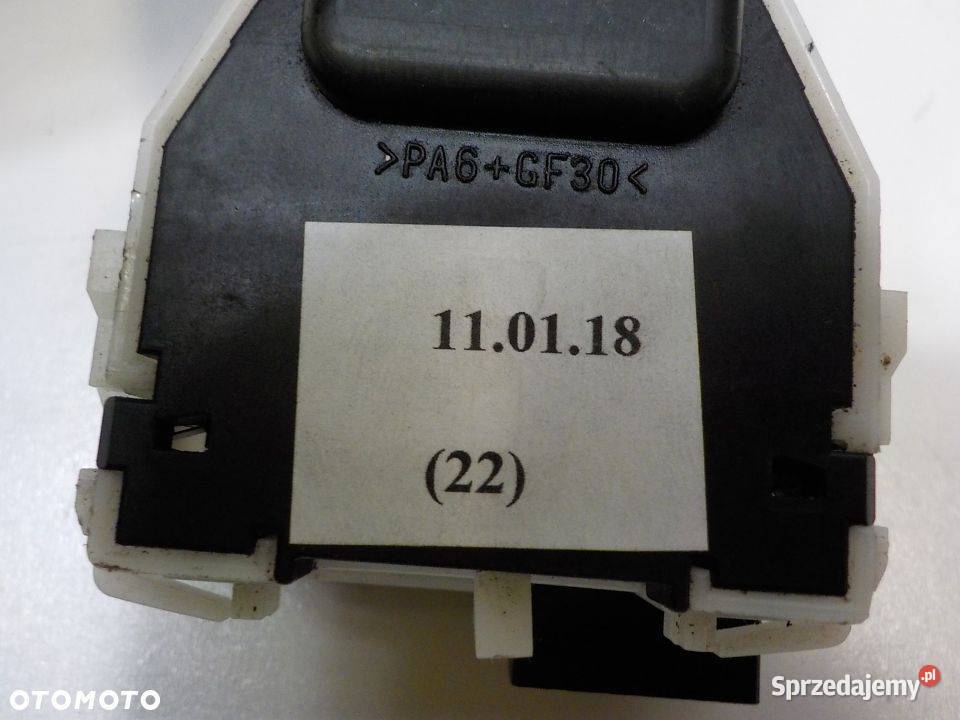 >PA6+GF30<
11.01.18
(22)
OTOMOTO
Sprzedajemy.pl